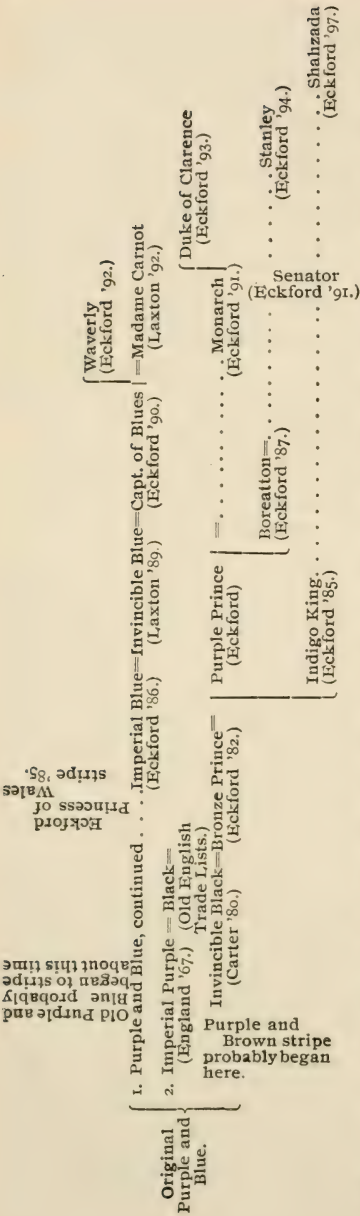 Original
Purple and
Blue.
Old Purple and
Blue probably
began to stripe
about this time
Eckford
Princess of
Wales
stripe '85.
1. Purple and Blue, continued . . . . Imperial Blue=Invincible Blue=Capt. of Blues
(Eckford '86.) (Laxton '89.) (Eckford '90.)
Waverly
(Eckford '92.)
=Madame Carnot
(Laxton '92.)
2. Imperial Purple = Black=
(England '67.) (Old English
Trade Lists.)
Invincible Black=Bronze Prince=
(Carter '80.) (Eckford '82.)
Purple and
Brown stripe
probably began
here.
Purple Prince
(Eckford)
= . . . . . . . . . Monarch
(Eckford '91.)
Duke of Clarence
(Eckford '93.)
Boreatton= . . . . . . . . . . . . . . Stanley
(Eckford '87.) (Eckford '94.)
Senator
(Eckford '91.)
Indigo King. . . . . . . . . . . . . . . . . . . . . . . . Shahzada
(Eckford '85.) (Eckford '97.)